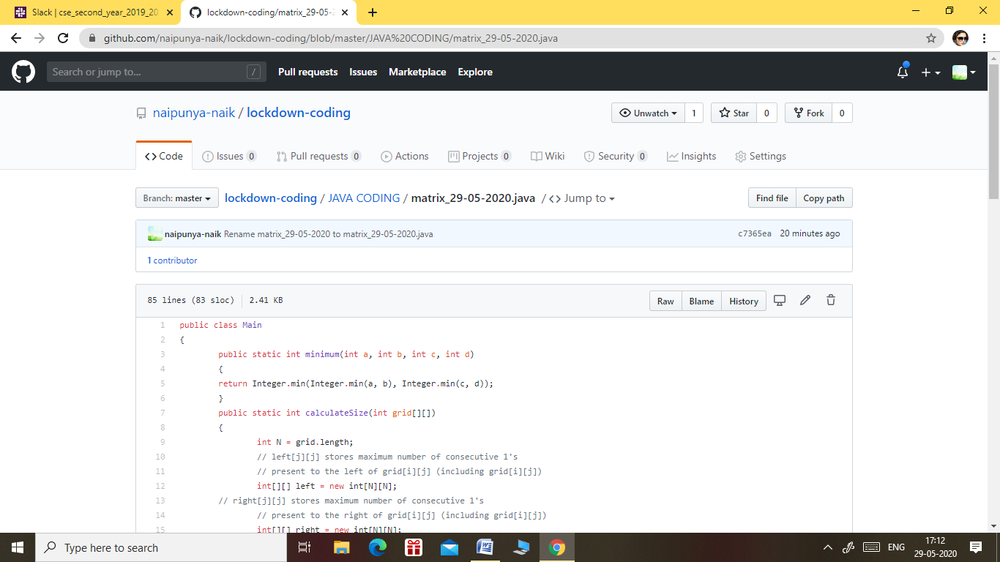 Slack | cse_second_year_2019_20
lockdown-coding/matrix_29-05-2
github.com/naipunya-naik/lockdown-coding/blob/master/JAVA%20CODING/matrix_29-05-2020.java
Search or jump to... / Pull requests Issues Marketplace Explore
naipunya-naik / lockdown-coding Unwatch 1 Star 0 Fork 0
Code Issues 0 Pull requests 0 Actions Projects 0 Wiki Security 0 Insights Settings
Branch: master lockdown-coding / JAVA CODING / matrix_29-05-2020.java / <> Jump to Find file Copy path
naipunya-naik Rename matrix_29-05-2020 to matrix_29-05-2020.java c7365ea 20 minutes ago
1 contributor
85 lines (83 sloc) 2.41 KB Raw Blame History
1 public class Main
2 {
3 public static int minimum(int a, int b, int c, int d)
4 {
5 return Integer.min(Integer.min(a, b), Integer.min(c, d));
6 }
7 public static int calculateSize(int grid[][])
8 {
9 int N = grid.length;
10 // left[j][j] stores maximum number of consecutive 1's
11 // present to the left of grid[i][j] (including grid[i][j])
12 int[][] left = new int[N][N];
13 // right[j][j] stores maximum number of consecutive 1's
14 // present to the right of grid[i][j] (including grid[i][j])
15 int[][] right = new int[N][N];
Type here to search ENG 17:12
29-05-2020